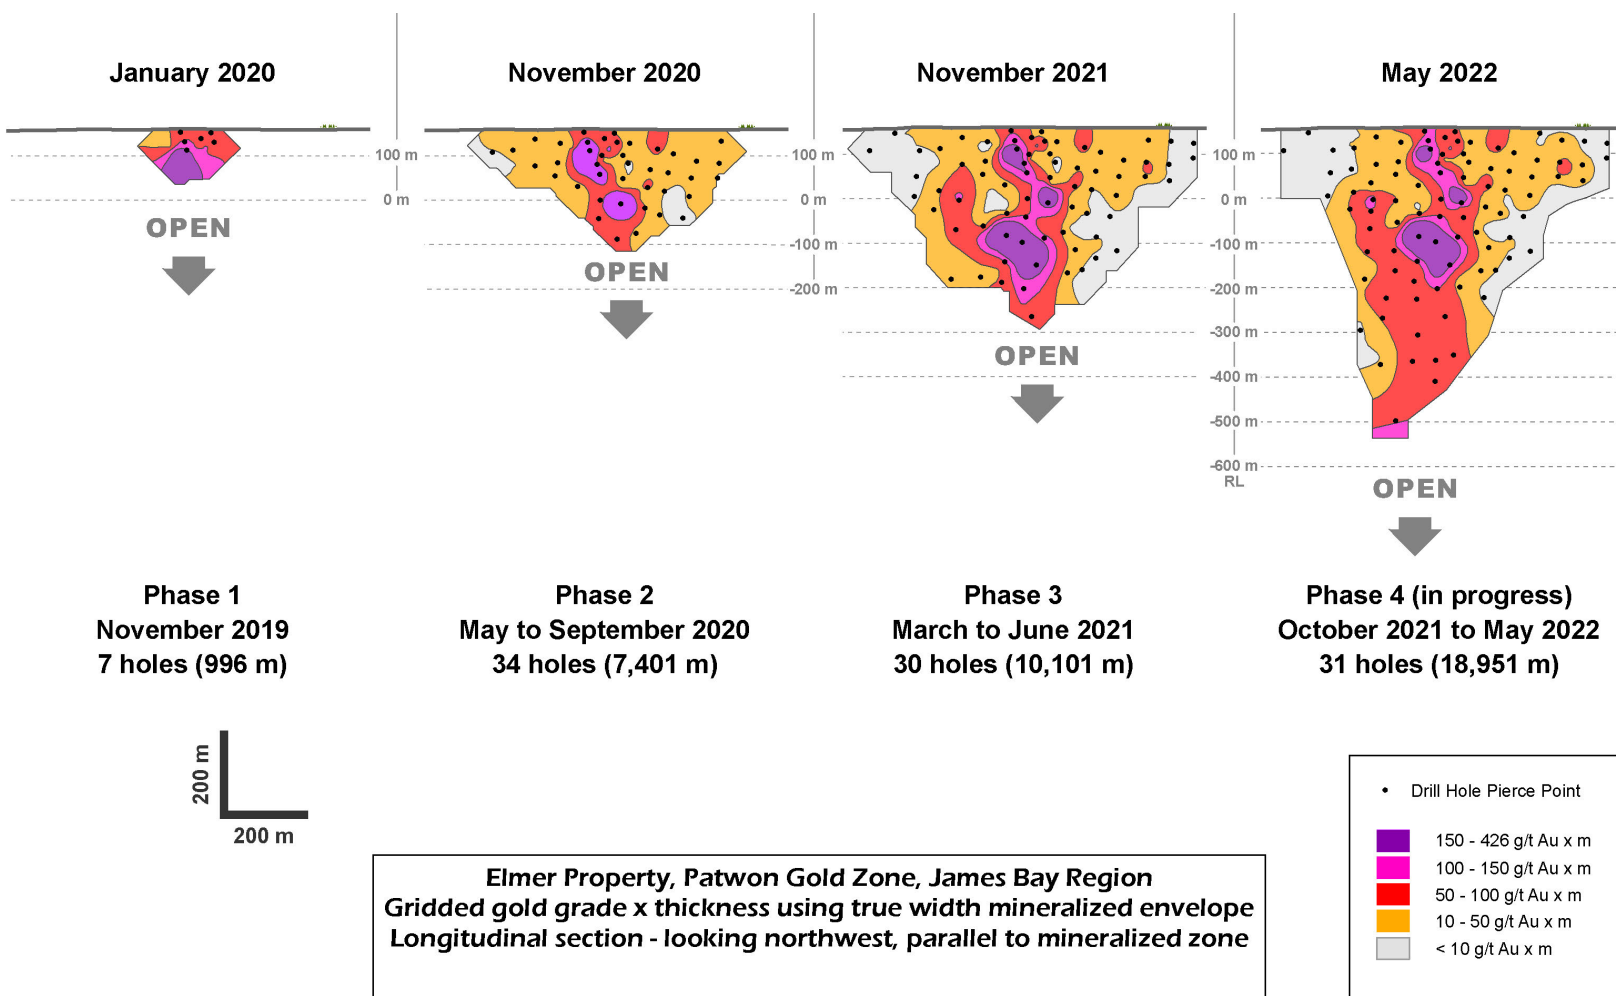 January 2020
November 2020
November 2021
May 2022
100 m
0 m
100 m
0 m
-100 m
-200 m
100 m
0 m
-100 m
-200 m
-300 m
-400 m
-500 m
-600 m
RL
OPEN
OPEN
OPEN
OPEN
Phase 1
November 2019
7 holes (996 m)
Phase 2
May to September 2020
34 holes (7,401 m)
Phase 3
March to June 2021
30 holes (10,101 m)
Phase 4 (in progress)
October 2021 to May 2022
31 holes (18,951 m)
200 m
200 m
Elmer Property, Patwon Gold Zone, James Bay Region
Gridded gold grade x thickness using true width mineralized envelope
Longitudinal section - looking northwest, parallel to mineralized zone
Drill Hole Pierce Point
150 - 426 g/t Au x m
100 - 150 g/t Au x m
50 - 100 g/t Au x m
10 - 50 g/t Au x m
< 10 g/t Au x m